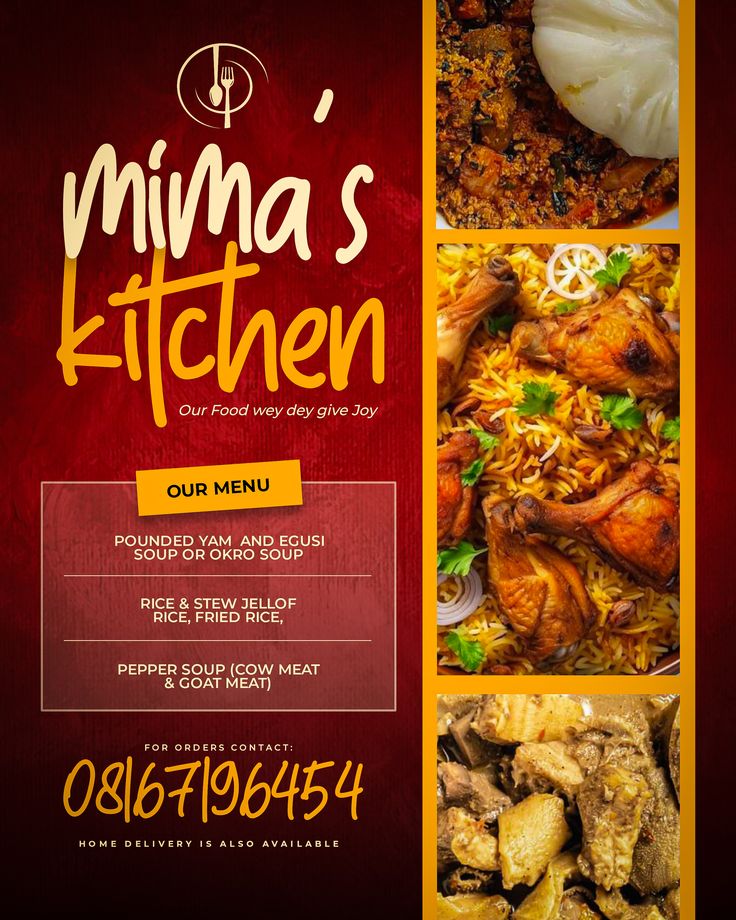 mima's
kitchen
Our Food wey dey give Joy
OUR MENU
POUNDED YAM AND EGUSI
SOUP OR OKRO SOUP
RICE & STEW JELLOF
RICE, FRIED RICE,
PEPPER SOUP (COW MEAT
& GOAT MEAT)
FOR ORDERS CONTACT:
08167196454
HOME DELIVERY IS ALSO AVAILABLE